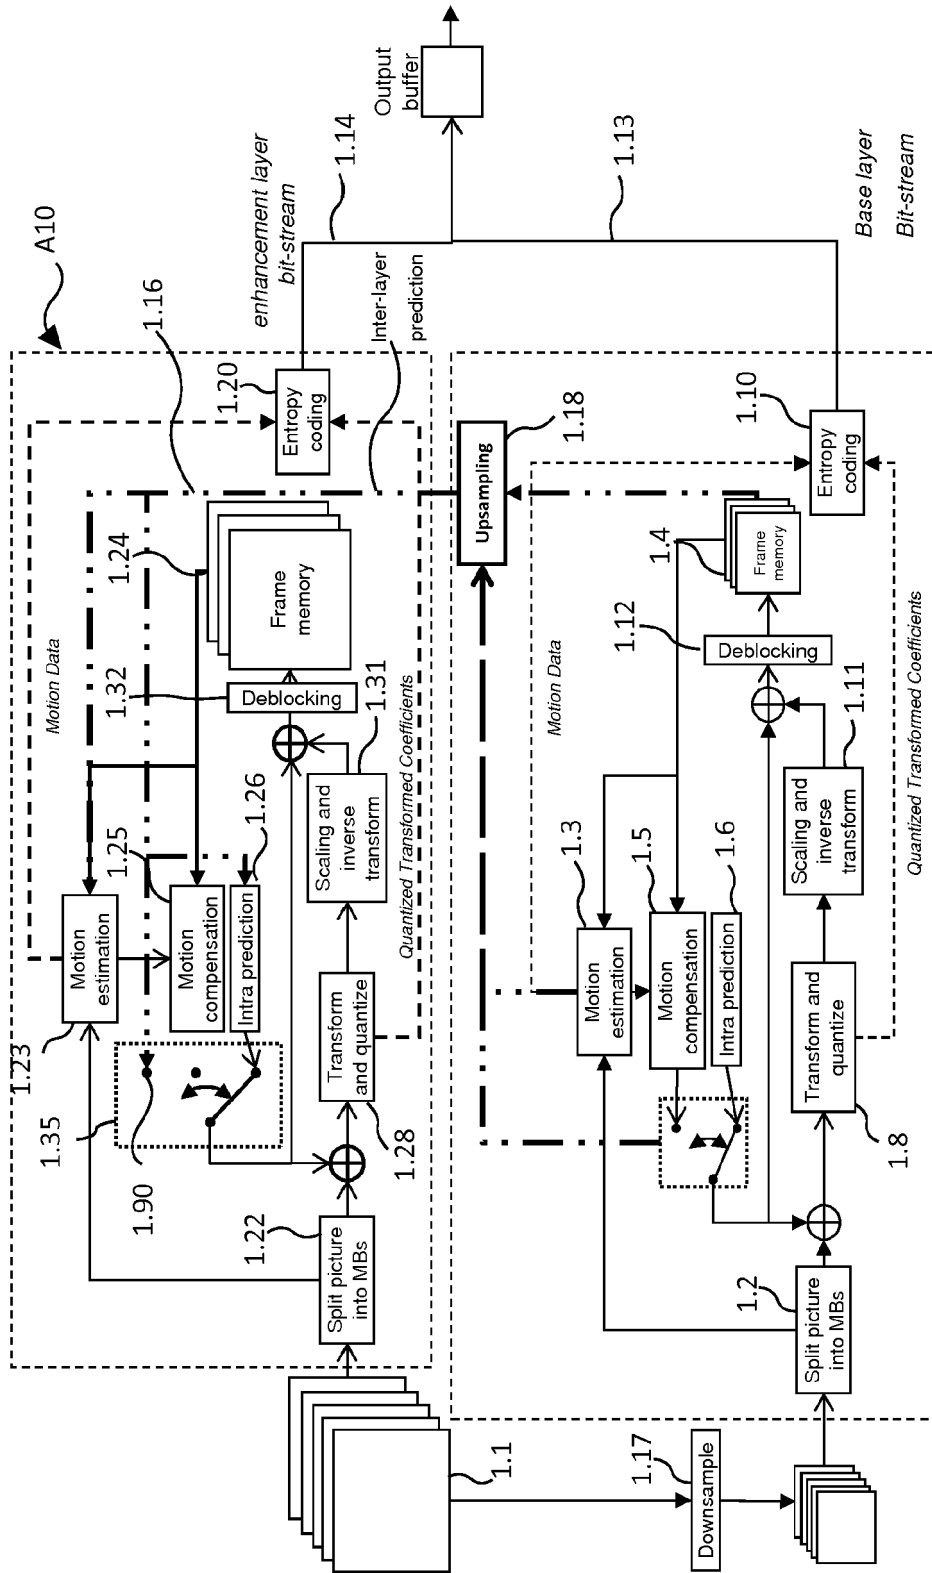 A10
1.16
enhancement layer
bit-stream
1.14
Output
buffer
1.13
Base layer
Bit-stream
Inter-layer
prediction
1.20
Entropy
coding
1.24
Frame
memory
Motion Data
1.32
Deblocking
1.31
Scaling and
inverse
transform
Quantized Transformed Coefficients
1.25
1.26
1.23
Motion
estimation
Motion
compensation
Intra prediction
Transform
and quantize
1.28
1.35
1.90
1.22
Split picture
into MBs
1.1
1.17
Downsample
Upsampling
1.18
1.10
Entropy
coding
Motion Data
1.4
Frame
memory
1.12
Deblocking
1.11
Scaling and
inverse
transform
Quantized Transformed Coefficients
1.3
1.5
1.6
Motion
estimation
Motion
compensation
Intra prediction
Transform and
quantize
1.8
1.2
Split picture
into MBs